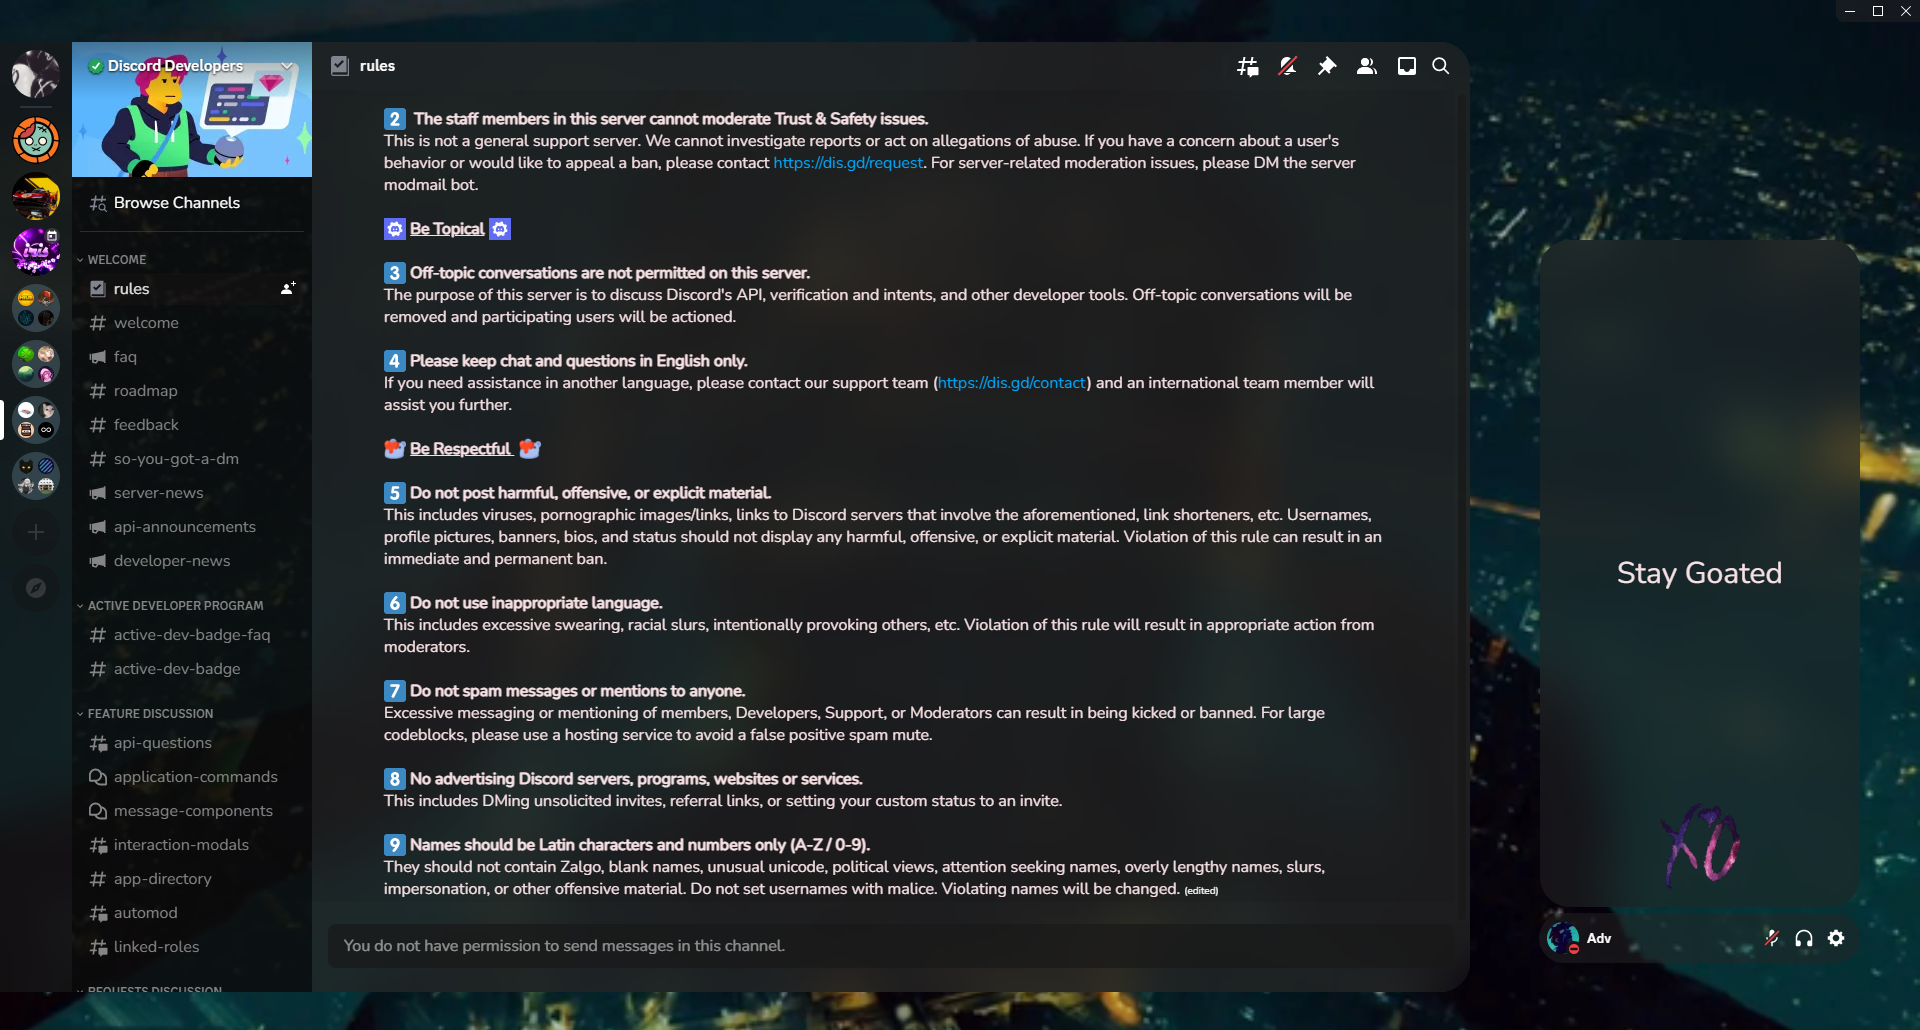 Discord Developers
Browse Channels
WELCOME
rules
welcome
faq
roadmap
feedback
so-you-got-a-dm
server-news
api-announcements
developer-news
ACTIVE DEVELOPER PROGRAM
active-dev-badge-faq
active-dev-badge
FEATURE DISCUSSION
api-questions
application-commands
message-components
interaction-modals
app-directory
automod
linked-roles
REQUESTS DISCUSSION
rules
2 The staff members in this server cannot moderate Trust & Safety issues.
This is not a general support server. We cannot investigate reports or act on allegations of abuse. If you have a concern about a user's
behavior or would like to appeal a ban, please contact https://dis.gd/request. For server-related moderation issues, please DM the server
modmail bot.
Be Topical
3 Off-topic conversations are not permitted on this server.
The purpose of this server is to discuss Discord's API, verification and intents, and other developer tools. Off-topic conversations will be
removed and participating users will be actioned.
4 Please keep chat and questions in English only.
If you need assistance in another language, please contact our support team (https://dis.gd/contact) and an international team member will
assist you further.
Be Respectful
5 Do not post harmful, offensive, or explicit material.
This includes viruses, pornographic images/links, links to Discord servers that involve the aforementioned, link shorteners, etc. Usernames,
profile pictures, banners, bios, and status should not display any harmful, offensive, or explicit material. Violation of this rule can result in an
immediate and permanent ban.
6 Do not use inappropriate language.
This includes excessive swearing, racial slurs, intentionally provoking others, etc. Violation of this rule will result in appropriate action from
moderators.
7 Do not spam messages or mentions to anyone.
Excessive messaging or mentioning of members, Developers, Support, or Moderators can result in being kicked or banned. For large
codeblocks, please use a hosting service to avoid a false positive spam mute.
8 No advertising Discord servers, programs, websites or services.
This includes DMing unsolicited invites, referral links, or setting your custom status to an invite.
9 Names should be Latin characters and numbers only (A-Z / 0-9).
They should not contain Zalgo, blank names, unusual unicode, political views, attention seeking names, overly lengthy names, slurs,
impersonation, or other offensive material. Do not set usernames with malice. Violating names will be changed. (edited)
You do not have permission to send messages in this channel.
Stay Goated
XO
Adv